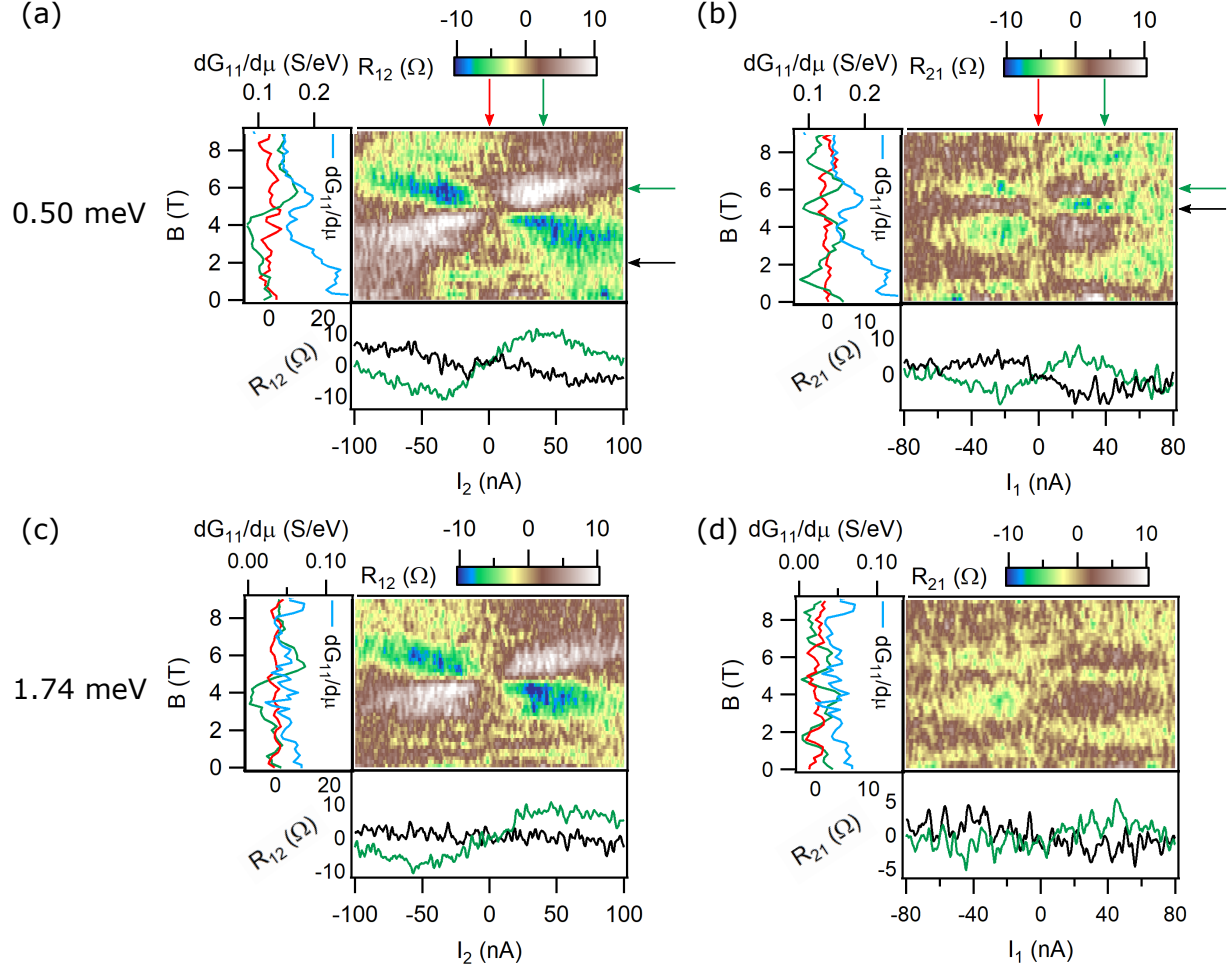 (a)
-10 0 10
dG11/dμ (S/eV) R12 (Ω)
0.1 0.2
8
6
4
2
0
B (T)
dG11/dμ
0 20
R12 (Ω)
10
0
-10
-100 -50 0 50 100
I2 (nA)
(b)
-10 0 10
dG11/dμ (S/eV) R21 (Ω)
0.1 0.2
8
6
4
2
0
B (T)
dG11/dμ
0 10
R21 (Ω)
10
0
-80 -40 0 40 80
I1 (nA)
0.50 meV
(c)
dG11/dμ (S/eV) -10 0 10
0.00 0.10 R12 (Ω)
8
6
4
2
0
B (T)
dG11/dμ
0 20
R12 (Ω)
10
0
-10
-100 -50 0 50 100
I2 (nA)
(d)
dG11/dμ (S/eV) -10 0 10
0.00 0.10 R21 (Ω)
8
6
4
2
0
B (T)
dG11/dμ
0 10
R21 (Ω)
5
0
-5
-80 -40 0 40 80
I1 (nA)
1.74 meV